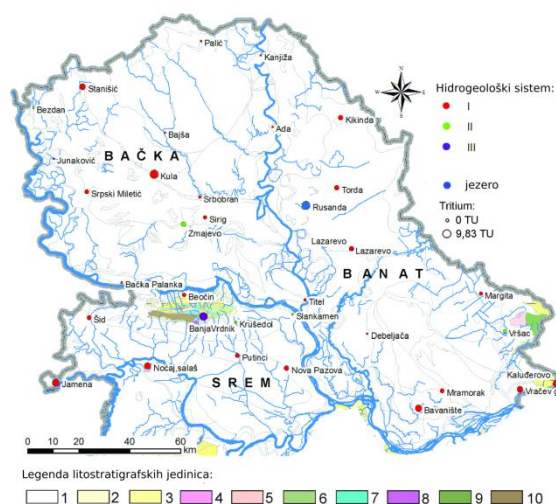 Palić
Kanjiža
Stanišić
Hidrogeološki sistem:
Bezdan
I
Ada
Kikinda
II
Bajša
III
BAČKA
Junaković
Kula
Torda
jezero
Srpski Miletić
Srbobran
Rusanda
Tritium:
Sirig
0 TU
Zmajevo
9,83 TU
Lazarevo
Lazarevo
BANAT
Bačka Palanka
Beočin
Titel
Margita
Šid
Slankamen
BanjaVrdnik
Krušedol
Debeljača
Vršac
Putinci
Kaluđerovo
Nočaj,salaš
Nova Pazova
Jamena
SREM
Mramorak
Vračev g
Bavanište
0 10 20 40 60
km
Legenda litostratigrafskih jedinica:
1 2 3 4 5 6 7 8 9 10